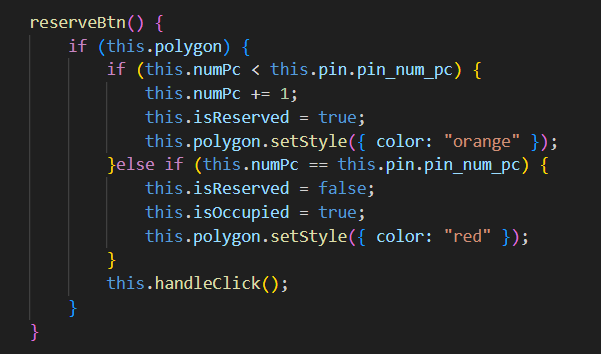 reserveBtn() {
if (this.polygon) {
if (this.numPc < this.pin.pin_num_pc) {
this.numPc += 1;
this.isReserved = true;
this.polygon.setStyle({ color: "orange" });
}else if (this.numPc == this.pin.pin_num_pc) {
this.isReserved = false;
this.isOccupied = true;
this.polygon.setStyle({ color: "red" });
}
this.handleClick();
}
}